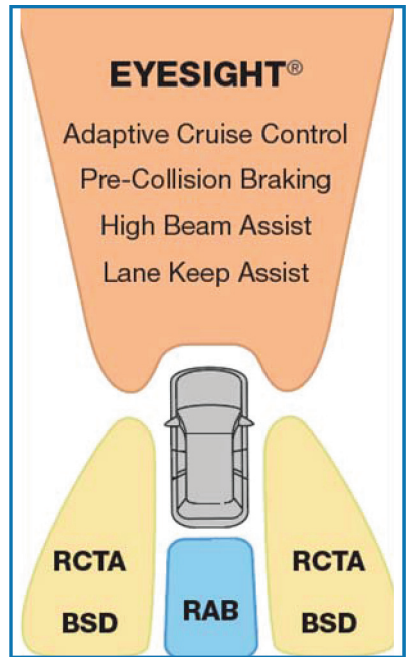 EYESIGHT®
Adaptive Cruise Control
Pre-Collision Braking
High Beam Assist
Lane Keep Assist
RCTA
RCTA
BSD
RAB
BSD